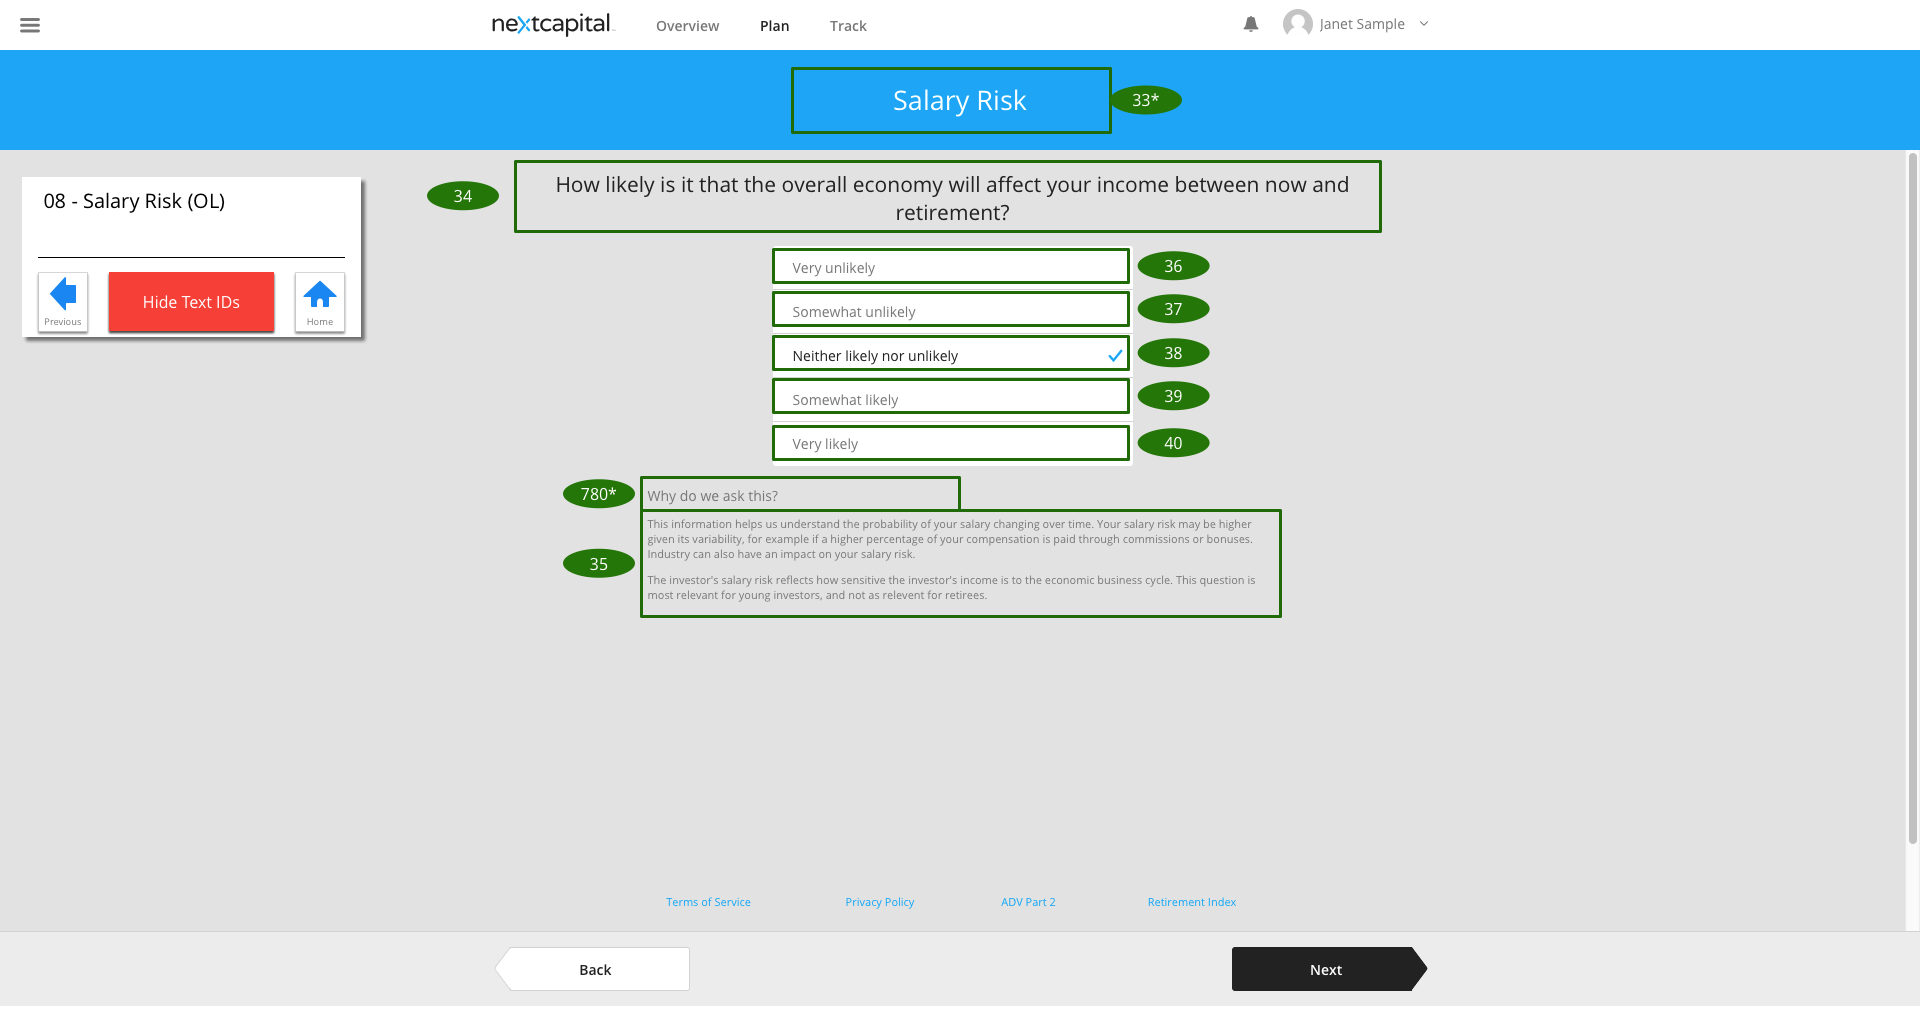 nextcapital
Overview
Plan
Track
Janet Sample
Salary Risk
33*
08 - Salary Risk (OL)
Previous
Hide Text IDs
Home
34
How likely is it that the overall economy will affect your income between now and
retirement?
Very unlikely
36
Somewhat unlikely
37
Neither likely nor unlikely
38
Somewhat likely
39
Very likely
40
780*
Why do we ask this?
35
This information helps us understand the probability of your salary changing over time. Your salary risk may be higher
given its variability, for example if a higher percentage of your compensation is paid through commissions or bonuses.
Industry can also have an impact on your salary risk.
The investor's salary risk reflects how sensitive the investor's income is to the economic business cycle. This question is
most relevant for young investors, and not as relevent for retirees.
Terms of Service
Privacy Policy
ADV Part 2
Retirement Index
Back
Next